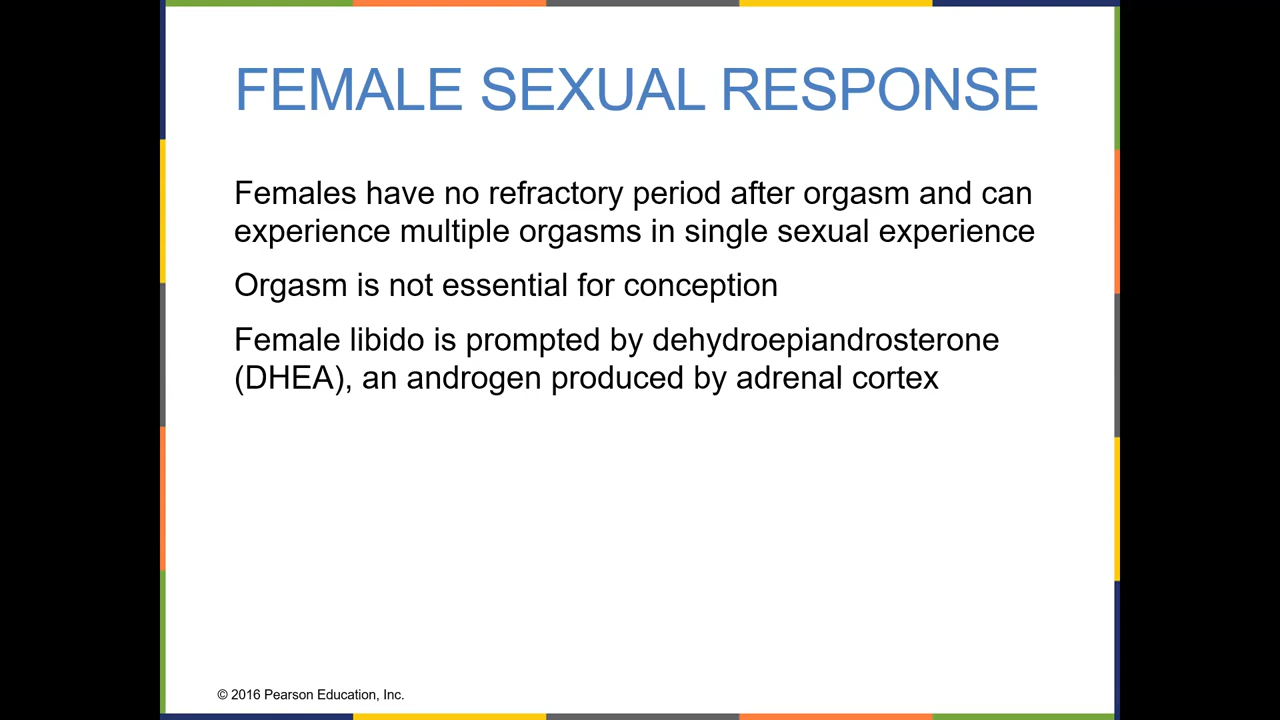 FEMALE SEXUAL RESPONSE
Females have no refractory period after orgasm and can
experience multiple orgasms in single sexual experience
Orgasm is not essential for conception
Female libido is prompted by dehydroepiandrosterone
(DHEA), an androgen produced by adrenal cortex
© 2016 Pearson Education, Inc.